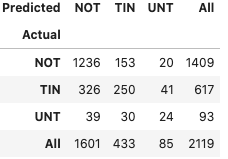 Predicted NOT TIN UNT All
Actual
NOT 1236 153 20 1409
TIN 326 250 41 617
UNT 39 30 24 93
All 1601 433 85 2119